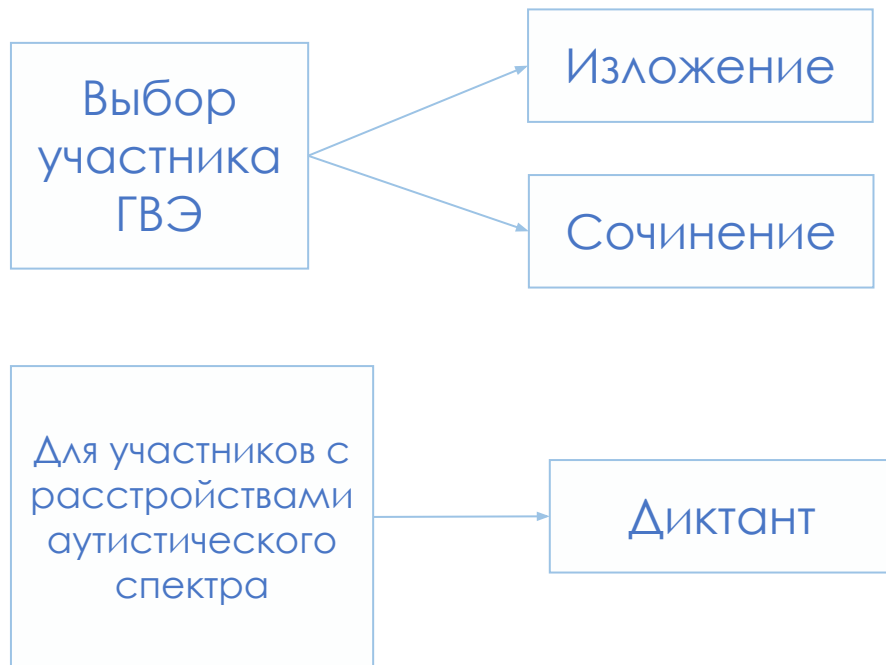 Выбор
участника
ГВЭ
Изложение
Сочинение
Для участников с
расстройствами
аутистического
спектра
Диктант